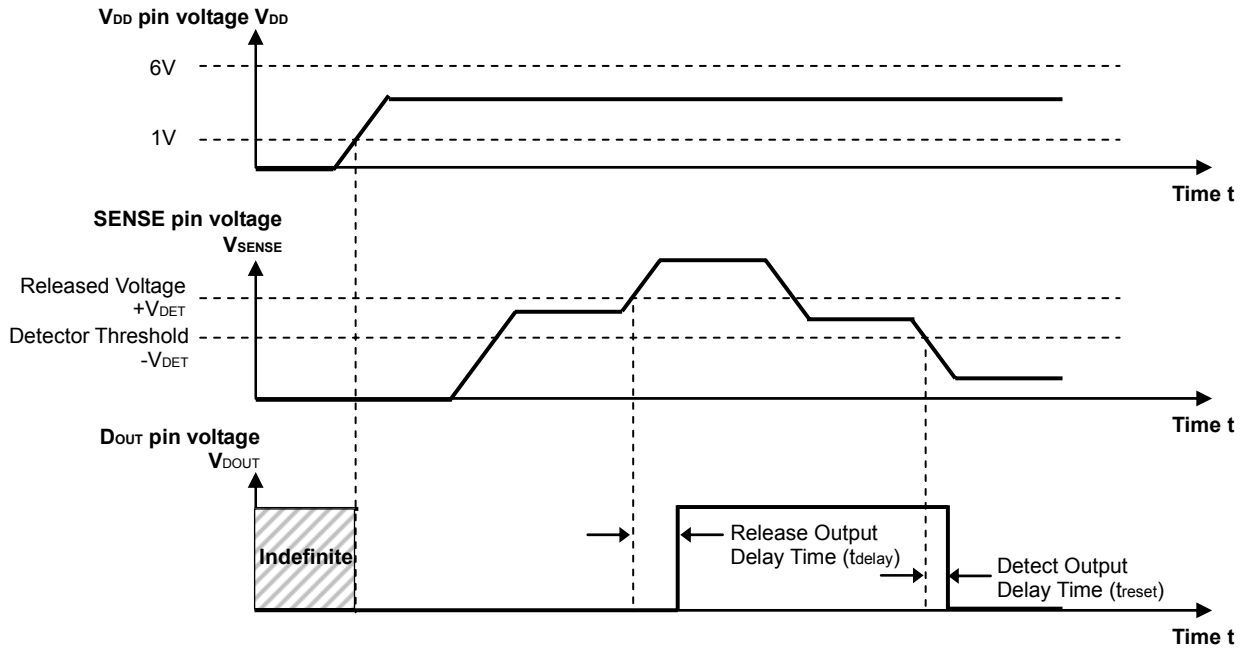 VDD pin voltage VDD
6V
1V
Time t
SENSE pin voltage
VSENSE
Released Voltage
+VDET
Detector Threshold
-VDET
Time t
DOUT pin voltage
VDOUT
Indefinite
Release Output
Delay Time (tdelay)
Detect Output
Delay Time (treset)
Time t